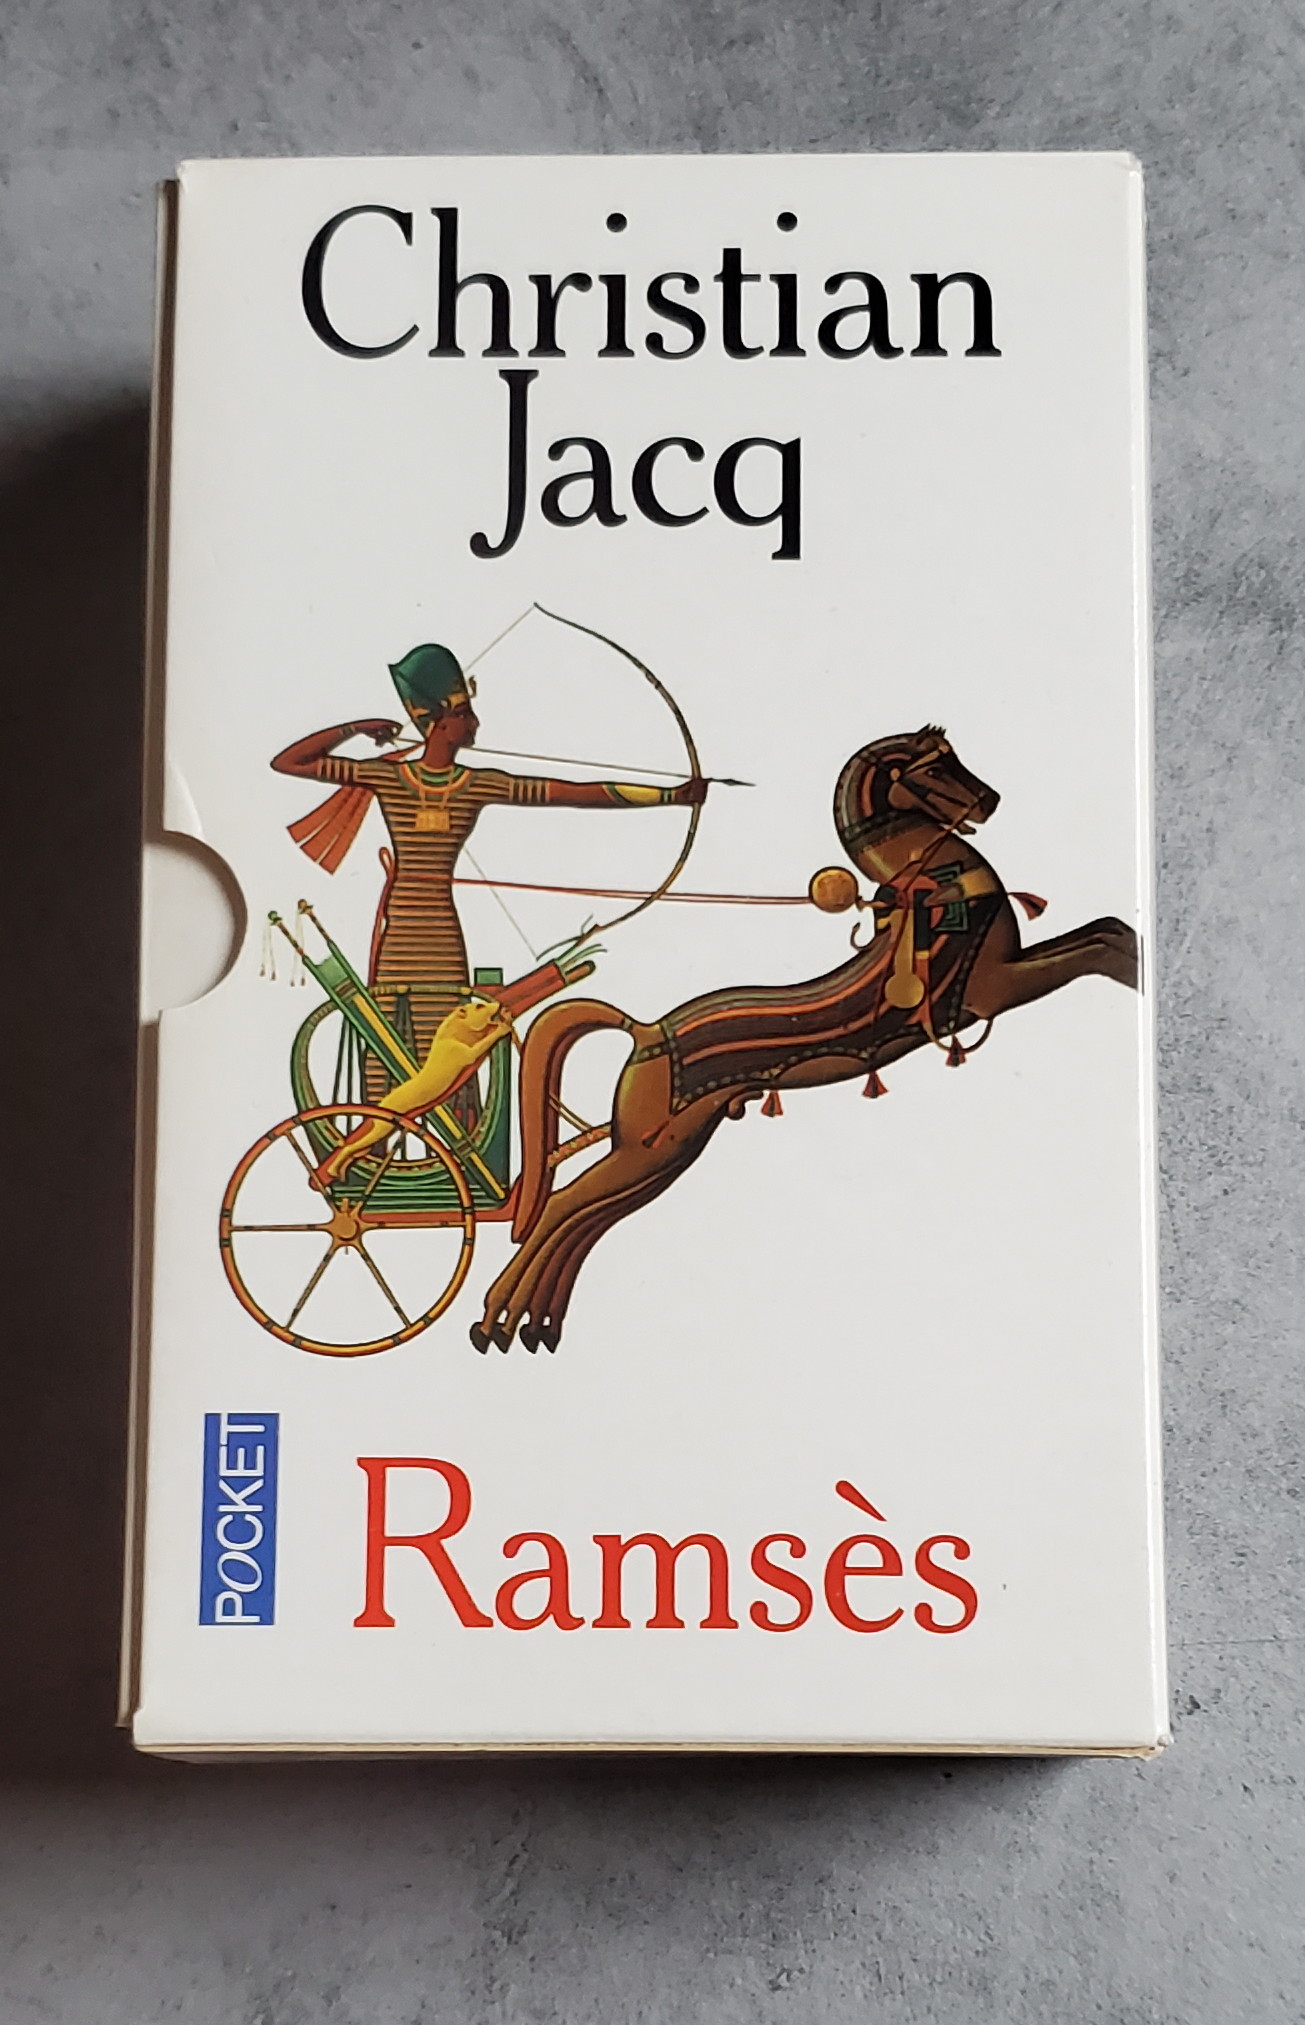 Christian
Jacq
POCKET
Ramsès